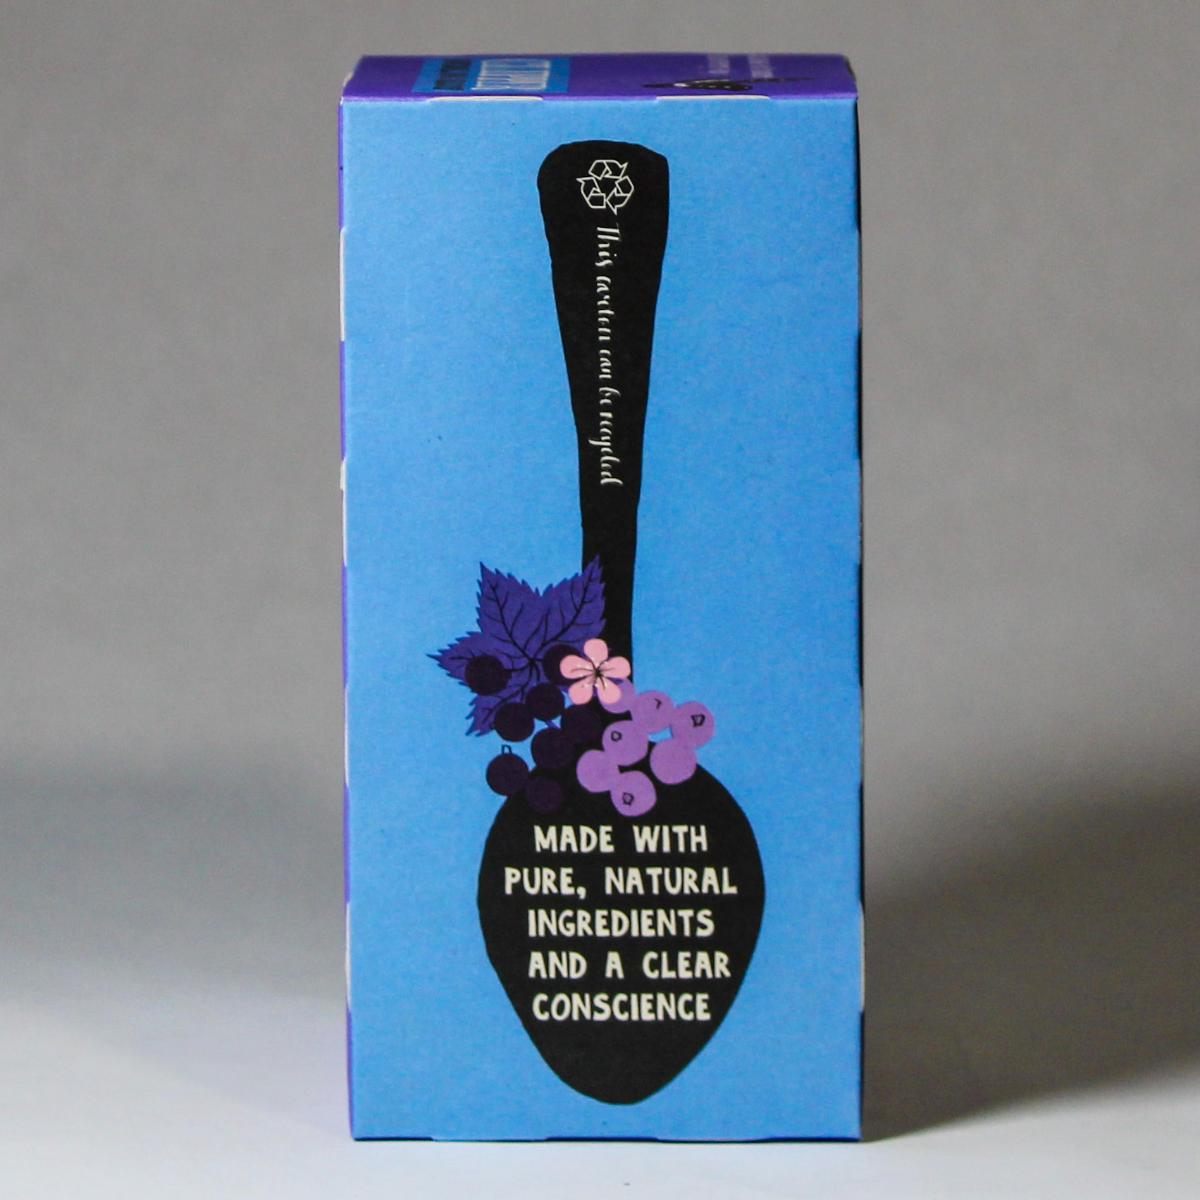 This carton can be recycled
MADE WITH
PURE, NATURAL
INGREDIENTS
AND A CLEAR
CONSCIENCE